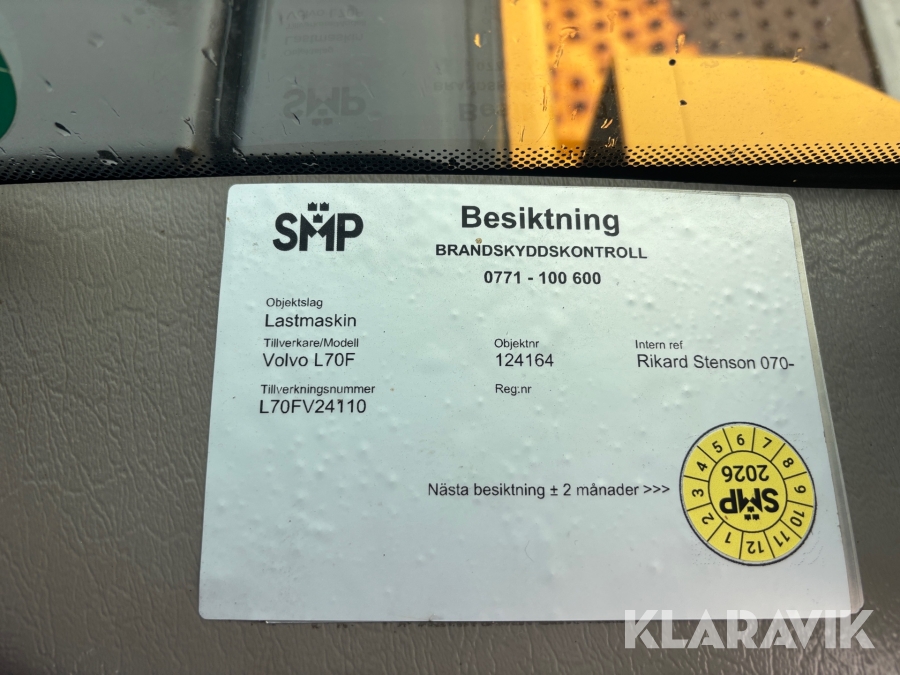 SMP
Besiktning
BRANDSKYDDSKONTROLL
0771 - 100 600
Objektslag
Lastmaskin
Tillverkare/Modell
Volvo L70F
Objektnr
124164
Intern ref.
Rikard Stenson 070-
Tillverkningsnummer
L70FV24110
Reg:nr
Nästa besiktning ± 2 månader >>>
1 2 3 4 5 6 7 8 9 10 11 12
2026
SMP
KLARAVIK
SMP
Besiktning